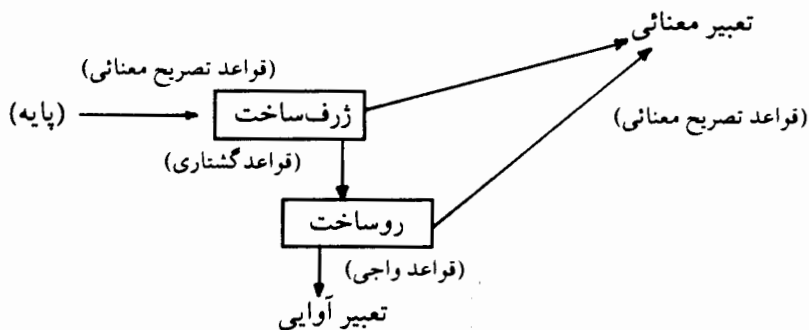 تعبیر معنائی
(قواعد تصریح معنائی)
(پایه)
ژرف‌ساخت
(قواعد تصریح معنائی)
(قواعد گشتاری)
روساخت
(قواعد واجی)
تعبیر آوایی